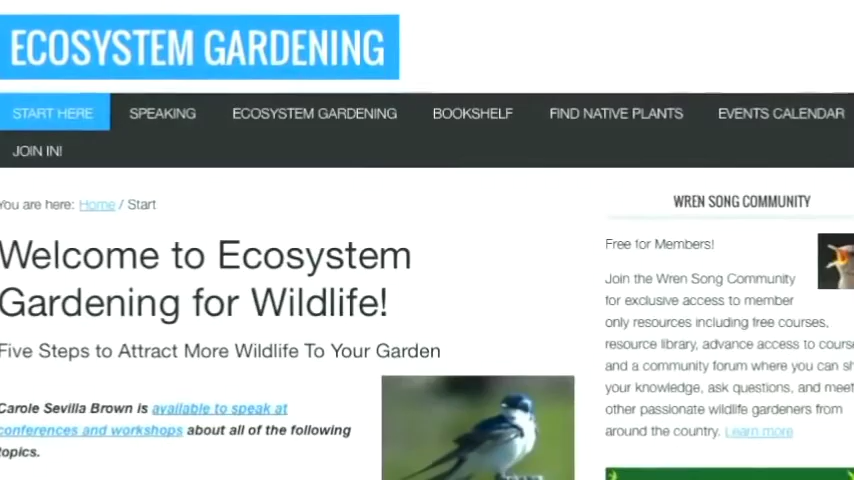 ECOSYSTEM GARDENING
START HERE SPEAKING ECOSYSTEM GARDENING BOOKSHELF FIND NATIVE PLANTS EVENTS CALENDAR
JOIN IN!
You are here: Home / Start
Welcome to Ecosystem
Gardening for Wildlife!
Five Steps to Attract More Wildlife To Your Garden
Carole Sevilla Brown is available to speak at
conferences and workshops about all of the following
topics.
WREN SONG COMMUNITY
Free for Members!
Join the Wren Song Community
for exclusive access to member
only resources including free courses,
resource library, advance access to
and a community forum where you can
your knowledge, ask questions, and meet
other passionate wildlife gardeners from
around the country. Learn more